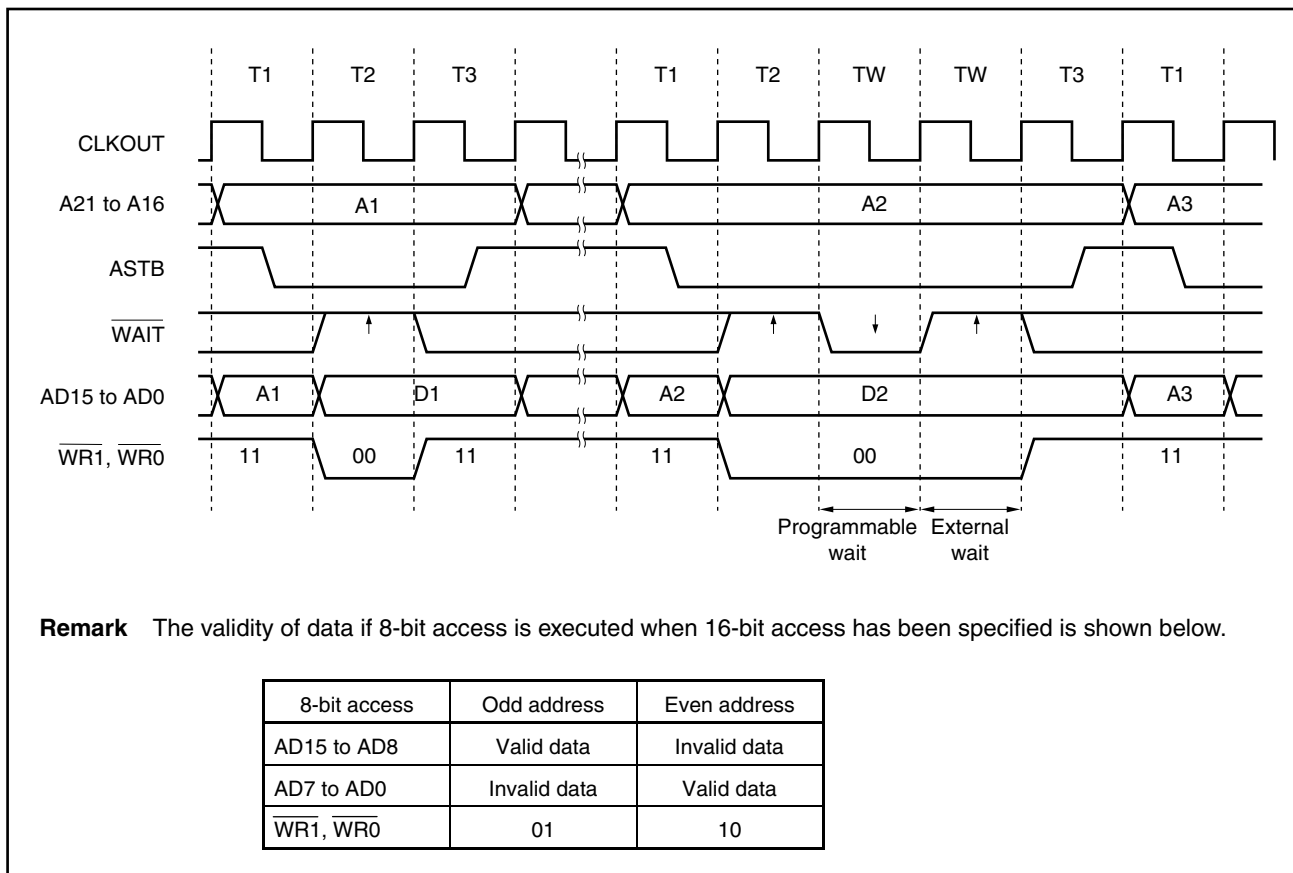 T1 T2 T3 T1 T2 TW TW T3 T1
CLKOUT
A21 to A16 A1 A2 A3
ASTB
WAIT
AD15 to AD0 A1 D1 A2 D2 A3
WR1, WR0 11 00 11 11 00 11
Programmable wait
External wait
Remark The validity of data if 8-bit access is executed when 16-bit access has been specified is shown below.
8-bit access Odd address Even address
AD15 to AD8 Valid data Invalid data
AD7 to AD0 Invalid data Valid data
WR1, WR0 01 10